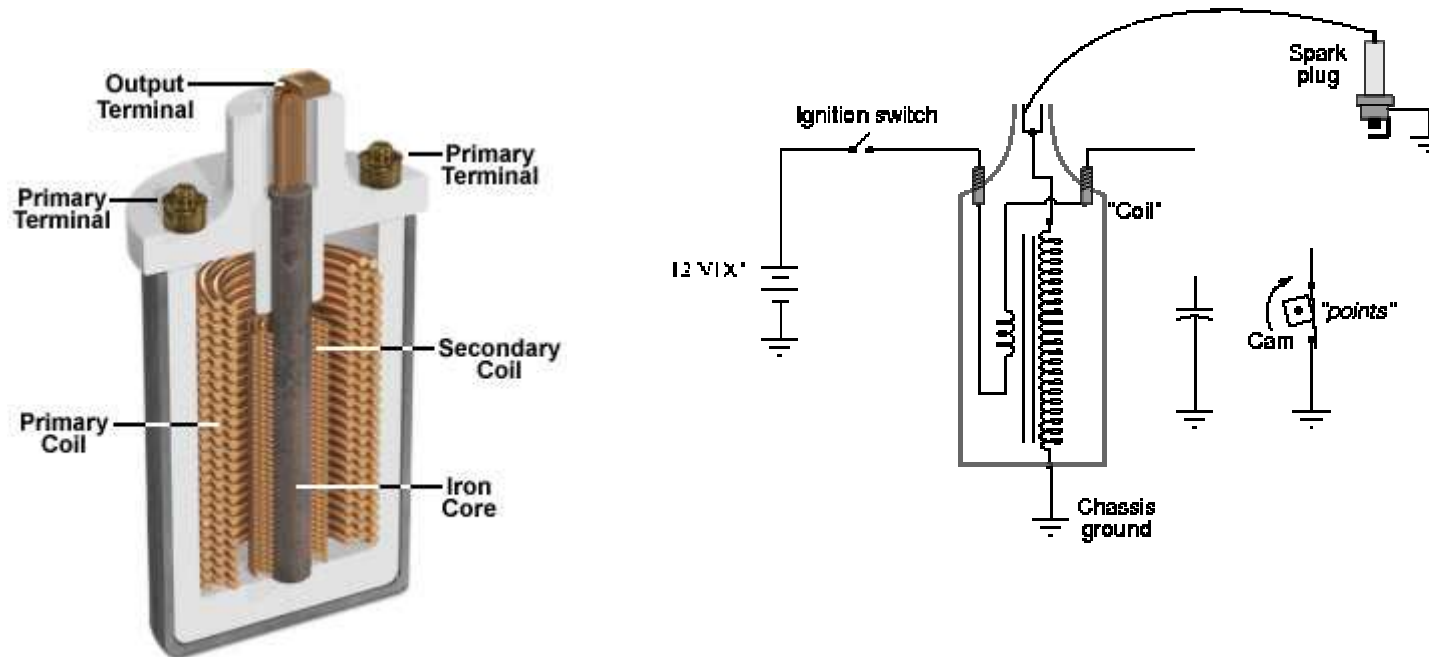 Output
Terminal
Primary
Terminal
Primary
Terminal
Secondary
Coil
Primary
Coil
Iron
Core
Spark
plug
Ignition switch
"Coil"
"points"
Cam
Chassis
ground